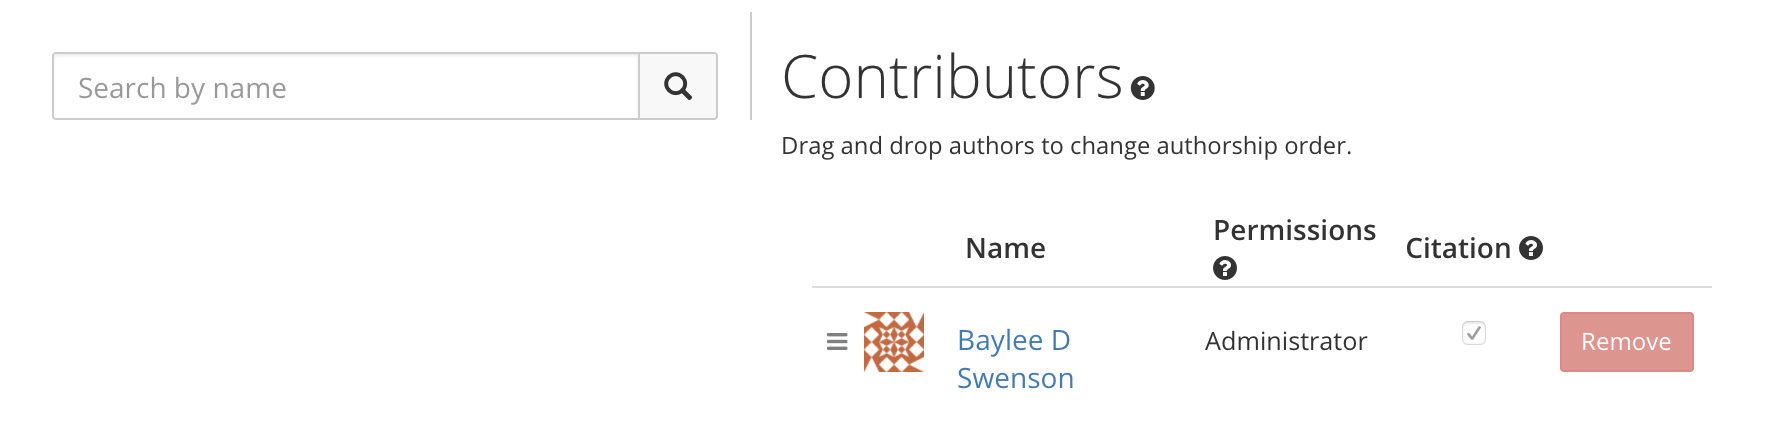 Search by name
Contributors
Drag and drop authors to change authorship order.
Name
Permissions
Citation
Baylee D
Swenson
Administrator
Remove